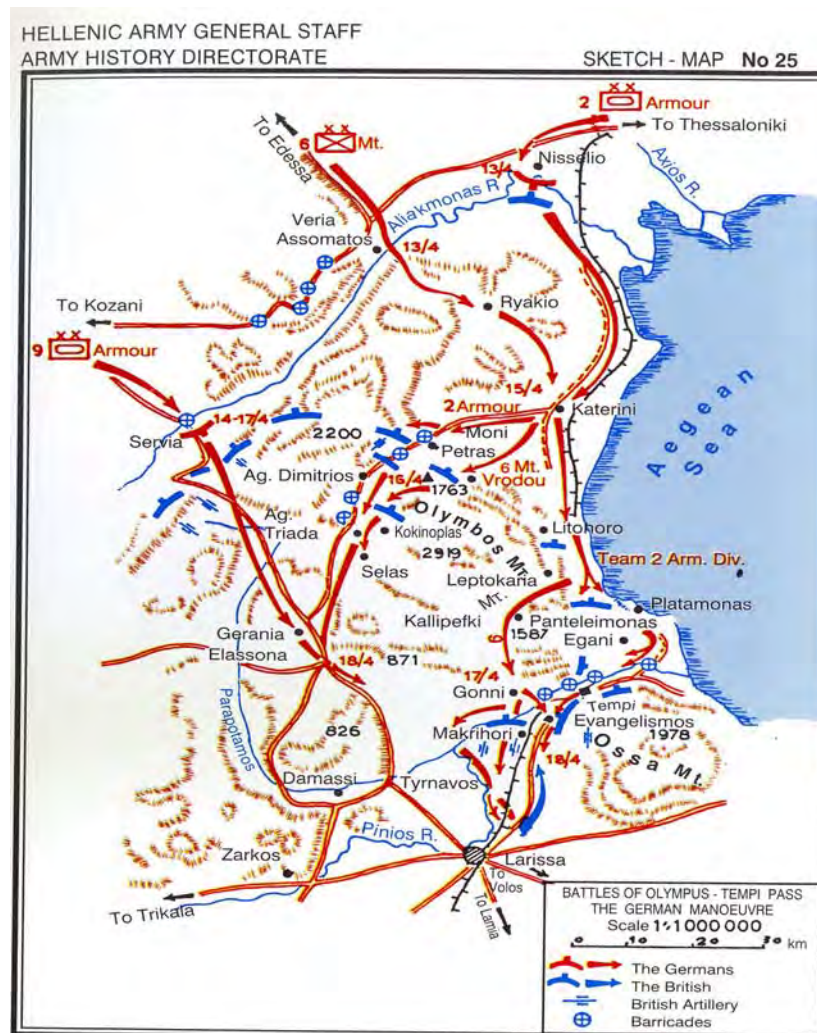 HELLENIC ARMY GENERAL STAFF
ARMY HISTORY DIRECTORATE
SKETCH - MAP No 25
2 Armour
To Thessaloniki
6 Mt.
To Edessa
13/4
Nisselio
Axios R.
Aliakmonas R
Veria
Assomatos
13/4
To Kozani
Ryakio
9 Armour
15/4
2 Armour
Katerini
Aegean
Sea
14-17/4
Servia
2200
Moni
Petras
Ag. Dimitrios
16/4
6 Mt.
Vrodou
1763
Ag.
Triada
Olymbos Mt.
Kokinoplas
Litohoro
2919
Selas
Leptokaria
Team 2 Arm. Div.
Mt.
Kallipefki
Platamonas
Panteleimonas
1587
6
Egani
Gerania
Elassona
18/4
871
17/4
Gonni
Tempi
Evangelismos
Parapotamos
826
Makrihori
1978
Ossa Mt.
18/4
Damassi
Tyrnavos
Pinios R.
Zarkos
Larissa
To
Volos
To Trikala
To Lamia
BATTLES OF OLYMPUS - TEMPI PASS
THE GERMAN MANOEUVRE
Scale 1:1000000
0 10 20 30 km
The Germans
The British
British Artillery
Barricades